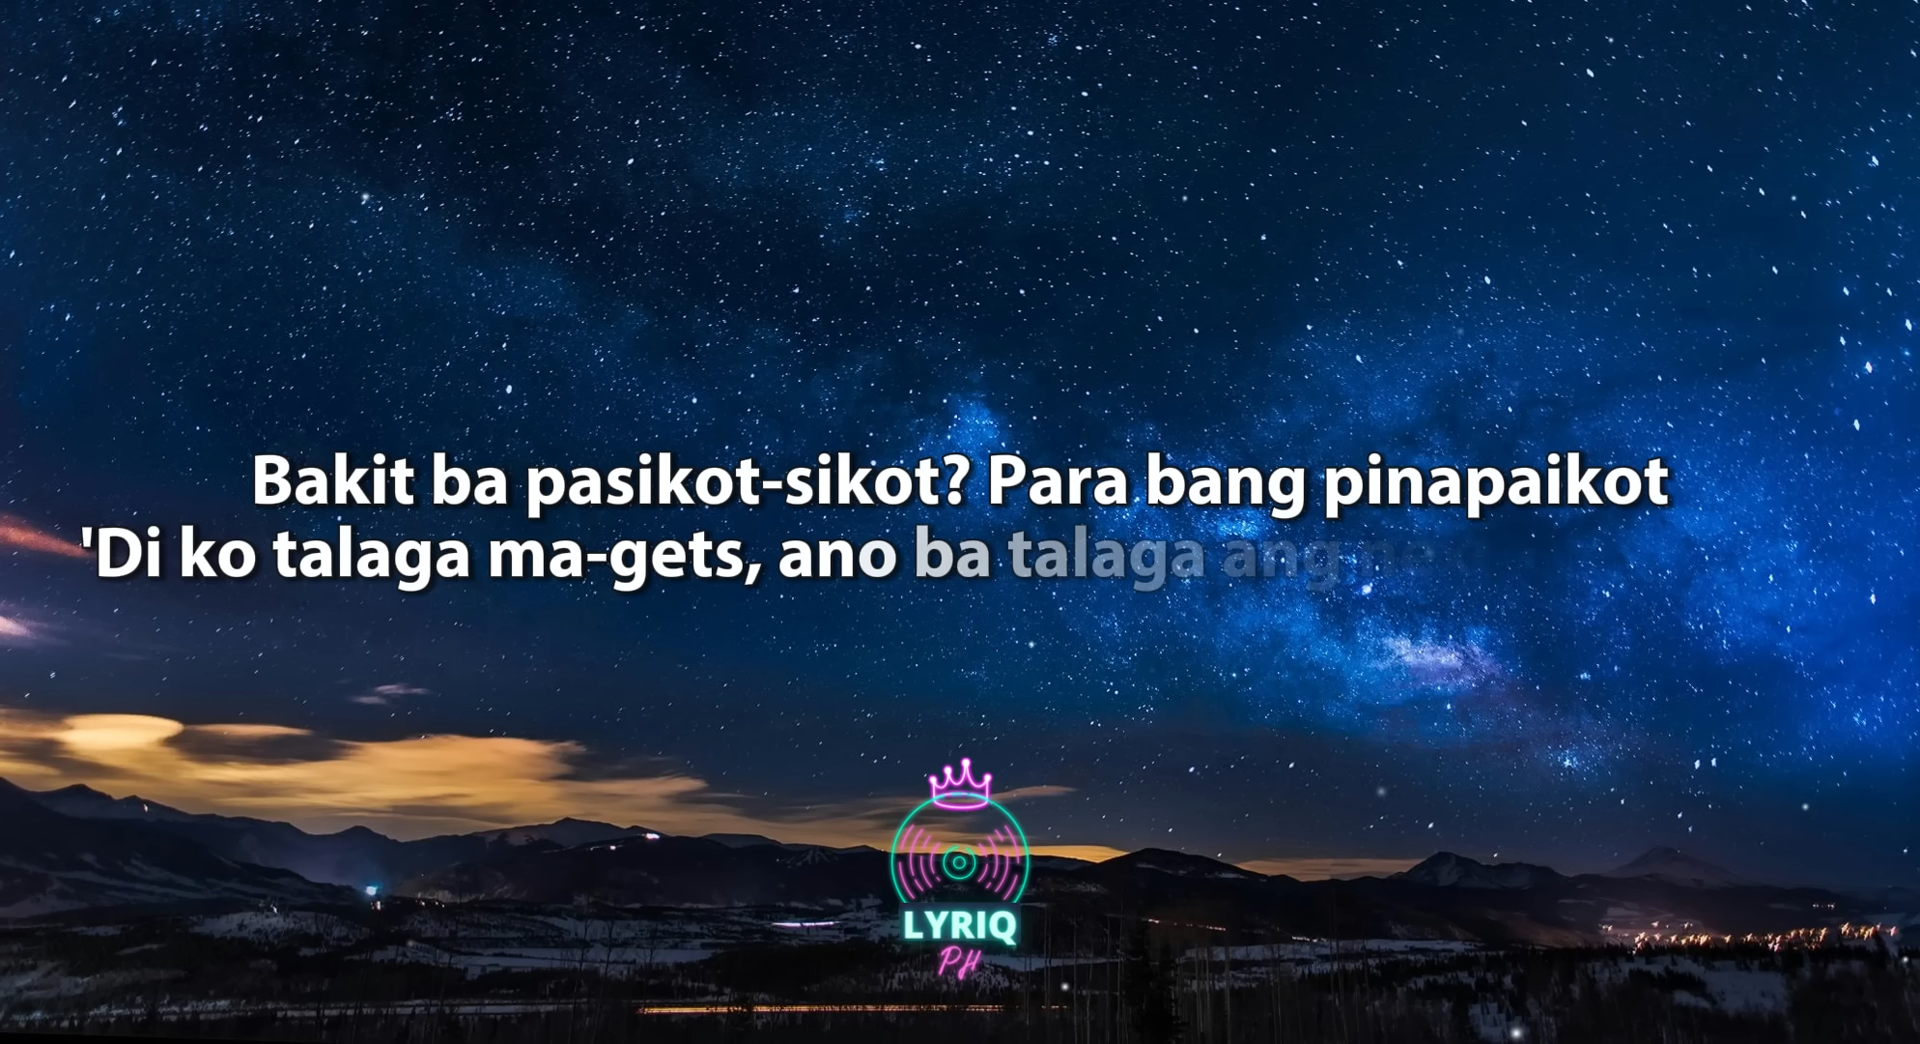 Bakit ba pasikot-sikot? Para bang pinapaikot
'Di ko talaga ma-gets, ano ba talaga ang
LYRIQ
PH